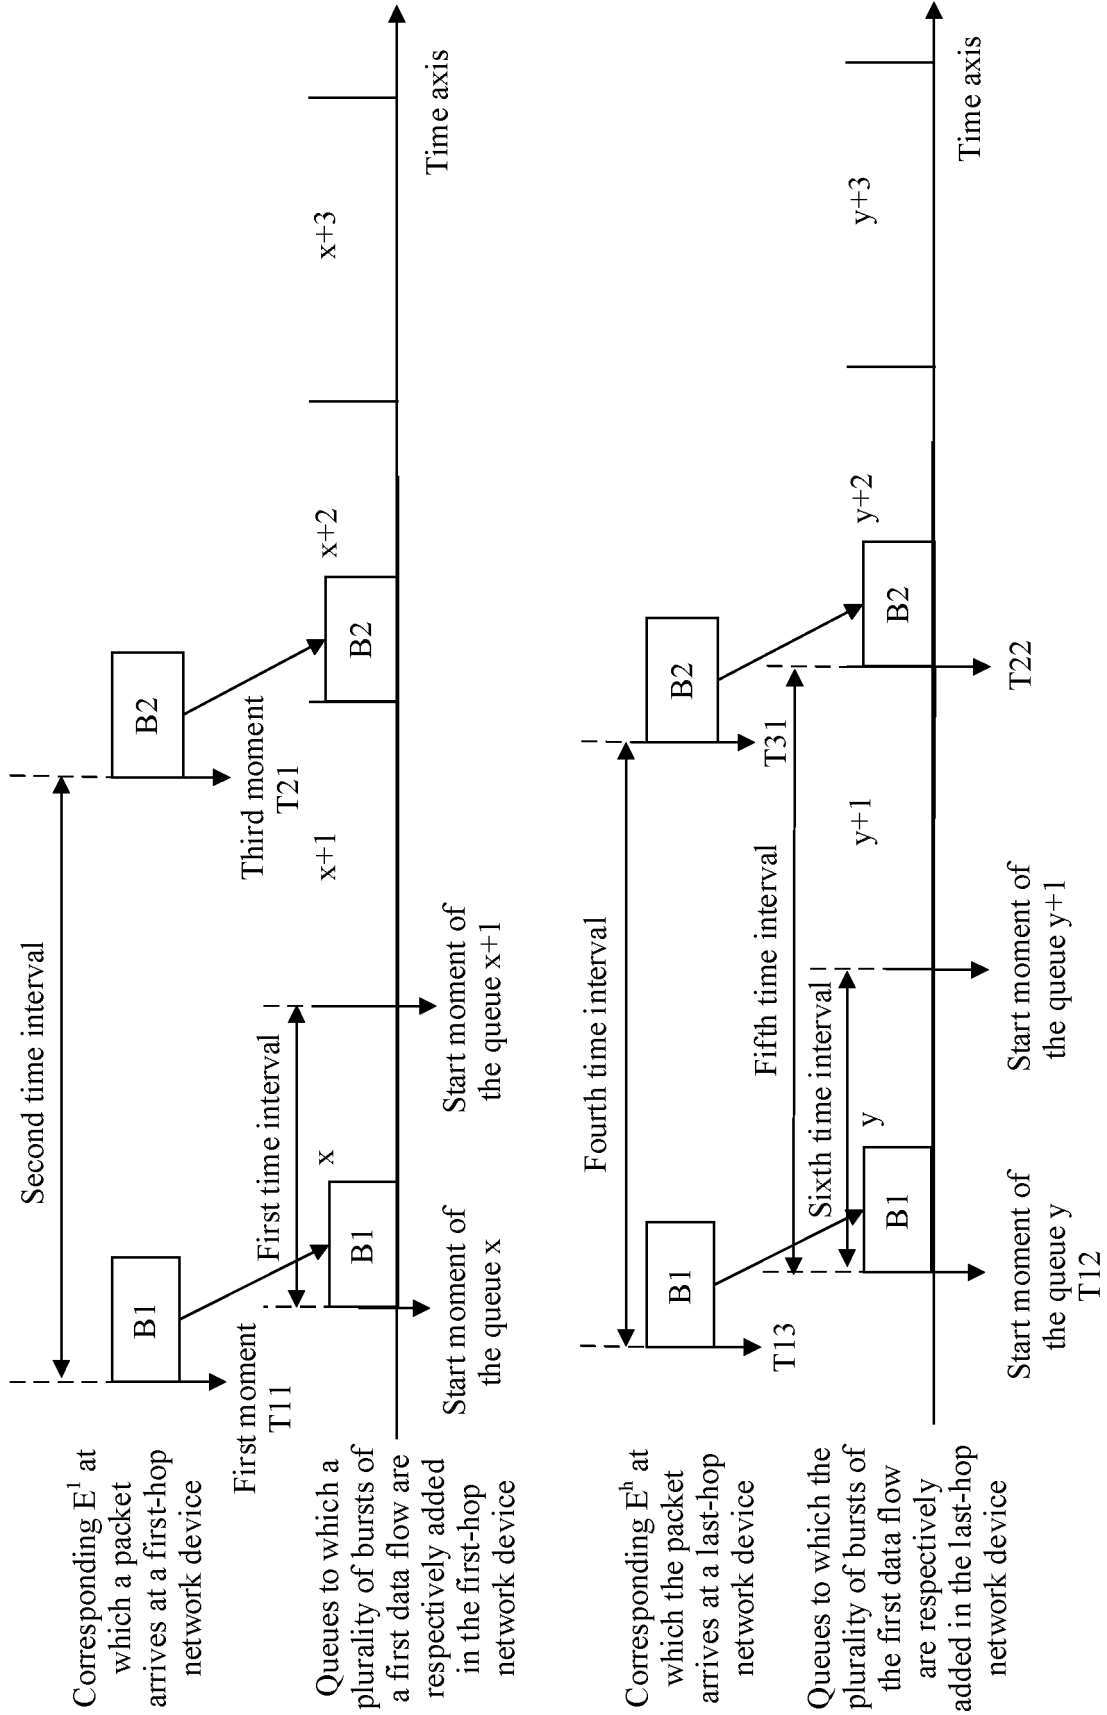 Corresponding E¹ at
which a packet
arrives at a first-hop
network device
Second time interval
B1
B2
First moment
T11
Third moment
T21
First time interval
Queues to which a
plurality of bursts of
a first data flow are
respectively added
in the first-hop
network device
B1
x
x+1
B2
x+2
x+3
Start moment of
the queue x
Start moment of
the queue x+1
Time axis
Corresponding Eʰ at
which the packet
arrives at a last-hop
network device
Fourth time interval
B1
B2
T13
T31
Fifth time interval
Sixth time interval
Queues to which the
plurality of bursts of
the first data flow
are respectively
added in the last-hop
network device
B1
y
y+1
B2
y+2
y+3
Start moment of
the queue y
T12
Start moment of
the queue y+1
T22
Time axis